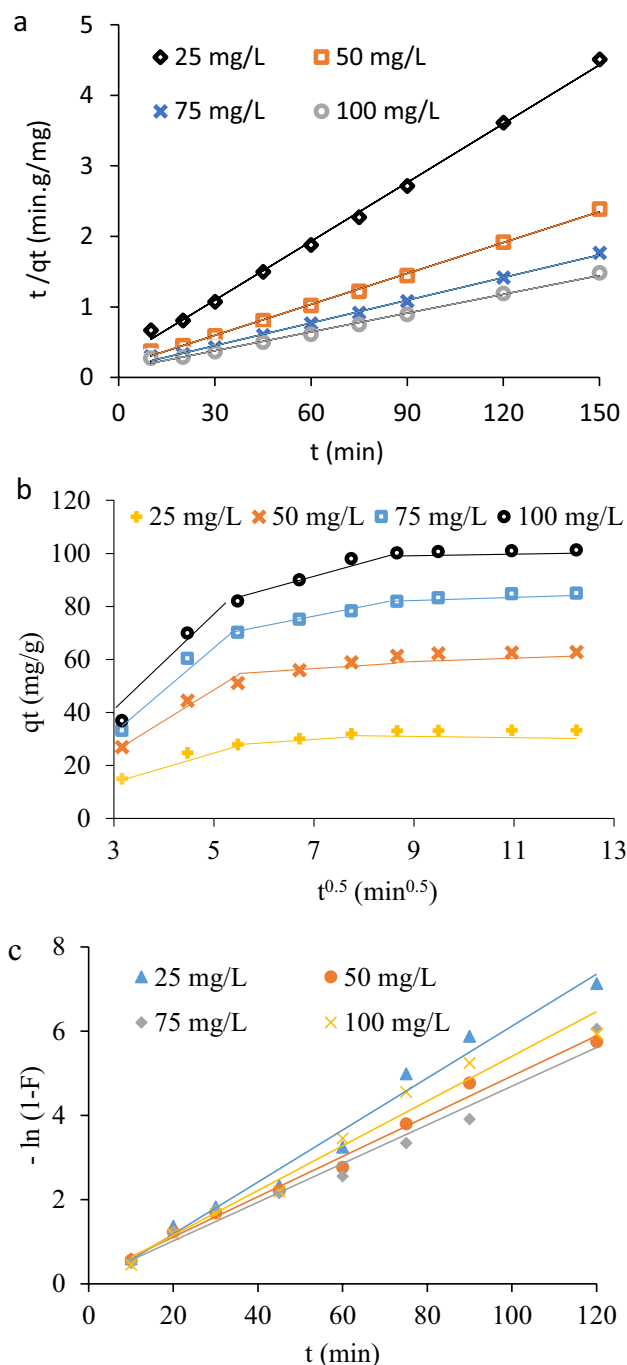 a
5
4
3
2
1
0
t /qt (min.g/mg)
25 mg/L
50 mg/L
75 mg/L
100 mg/L
0 30 60 90 120 150
t (min)
b
120
100
80
60
40
20
0
qt (mg/g)
25 mg/L 50 mg/L 75 mg/L 100 mg/L
3 5 7 9 11 13
t^0.5 (min^0.5)
c
8
6
4
2
0
- ln (1-F)
25 mg/L
50 mg/L
75 mg/L
100 mg/L
0 20 40 60 80 100 120
t (min)